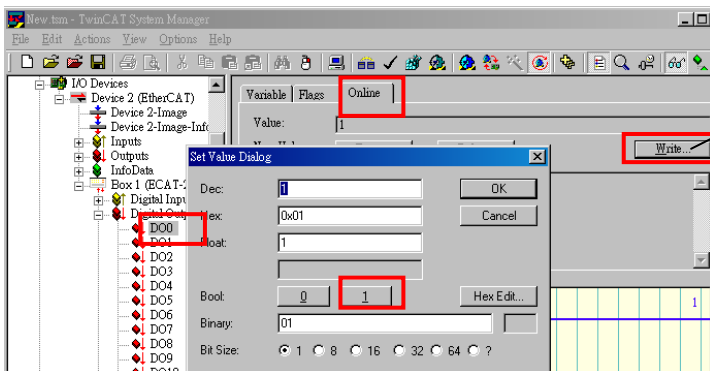 New.tsm - TwinCAT System Manager
File Edit Actions View Options Help
I/O Devices
Device 2 (EtherCAT)
Device 2-Image
Device 2-Image-Info
Inputs
Outputs
InfoData
Box 1 (ECAT-2
Digital Inpu
Digital Outp
DO0
DO1
DO2
DO3
DO4
DO5
DO6
DO7
DO8
DO9
Variable Flags Online
Value: 1
Write...
Set Value Dialog
Dec: 1 OK
Hex: 0x01 Cancel
Float: 1
Bool: 0 1 Hex Edit...
Binary: 01
Bit Size: 1 8 16 32 64 ?
1